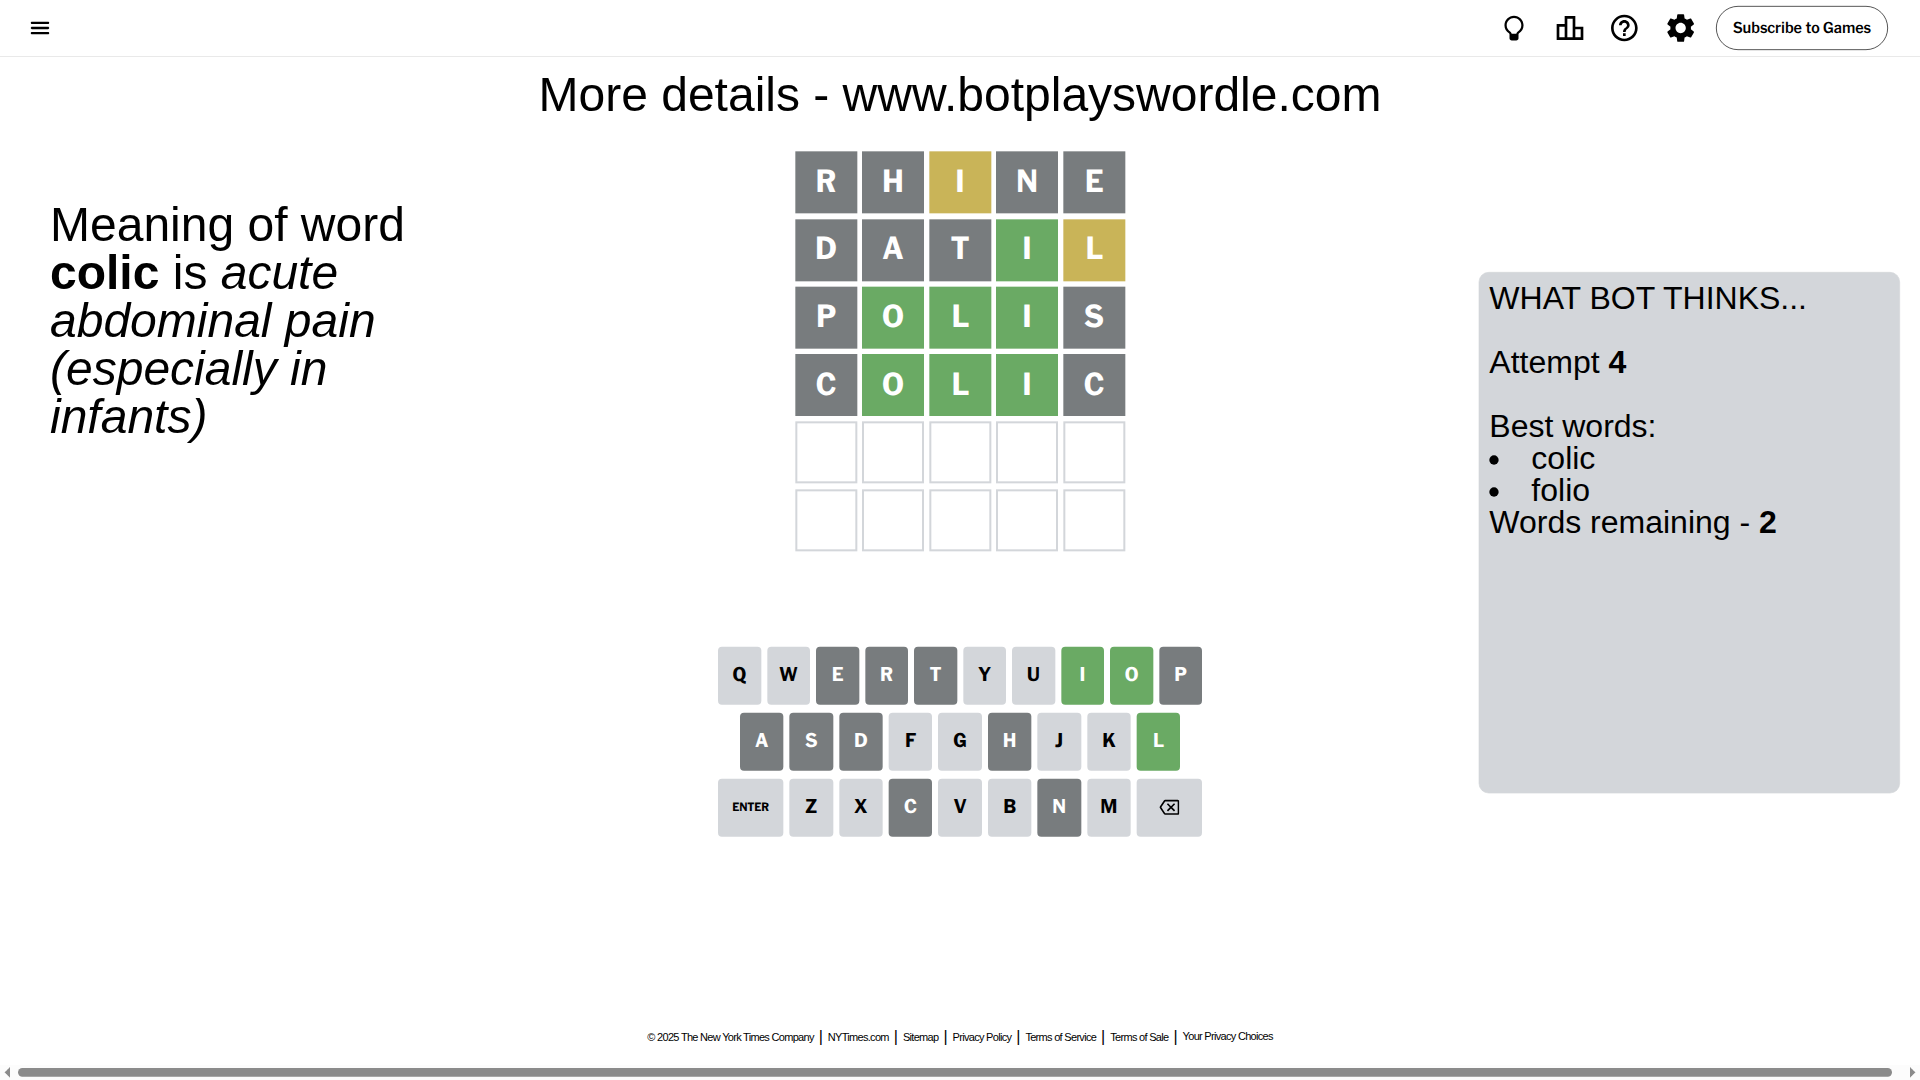 Subscribe to Games
More details - www.botplayswordle.com
Meaning of word
colic is acute
abdominal pain
(especially in
infants)
R H I N E
D A T I L
P O L I S
C O L I C
WHAT BOT THINKS...
Attempt 4
Best words:
• colic
• folio
Words remaining - 2
Q W E R T Y U I O P
A S D F G H J K L
ENTER Z X C V B N M
© 2025 The New York Times Company | NYTimes.com | Sitemap | Privacy Policy | Terms of Service | Terms of Sale | Your Privacy Choices